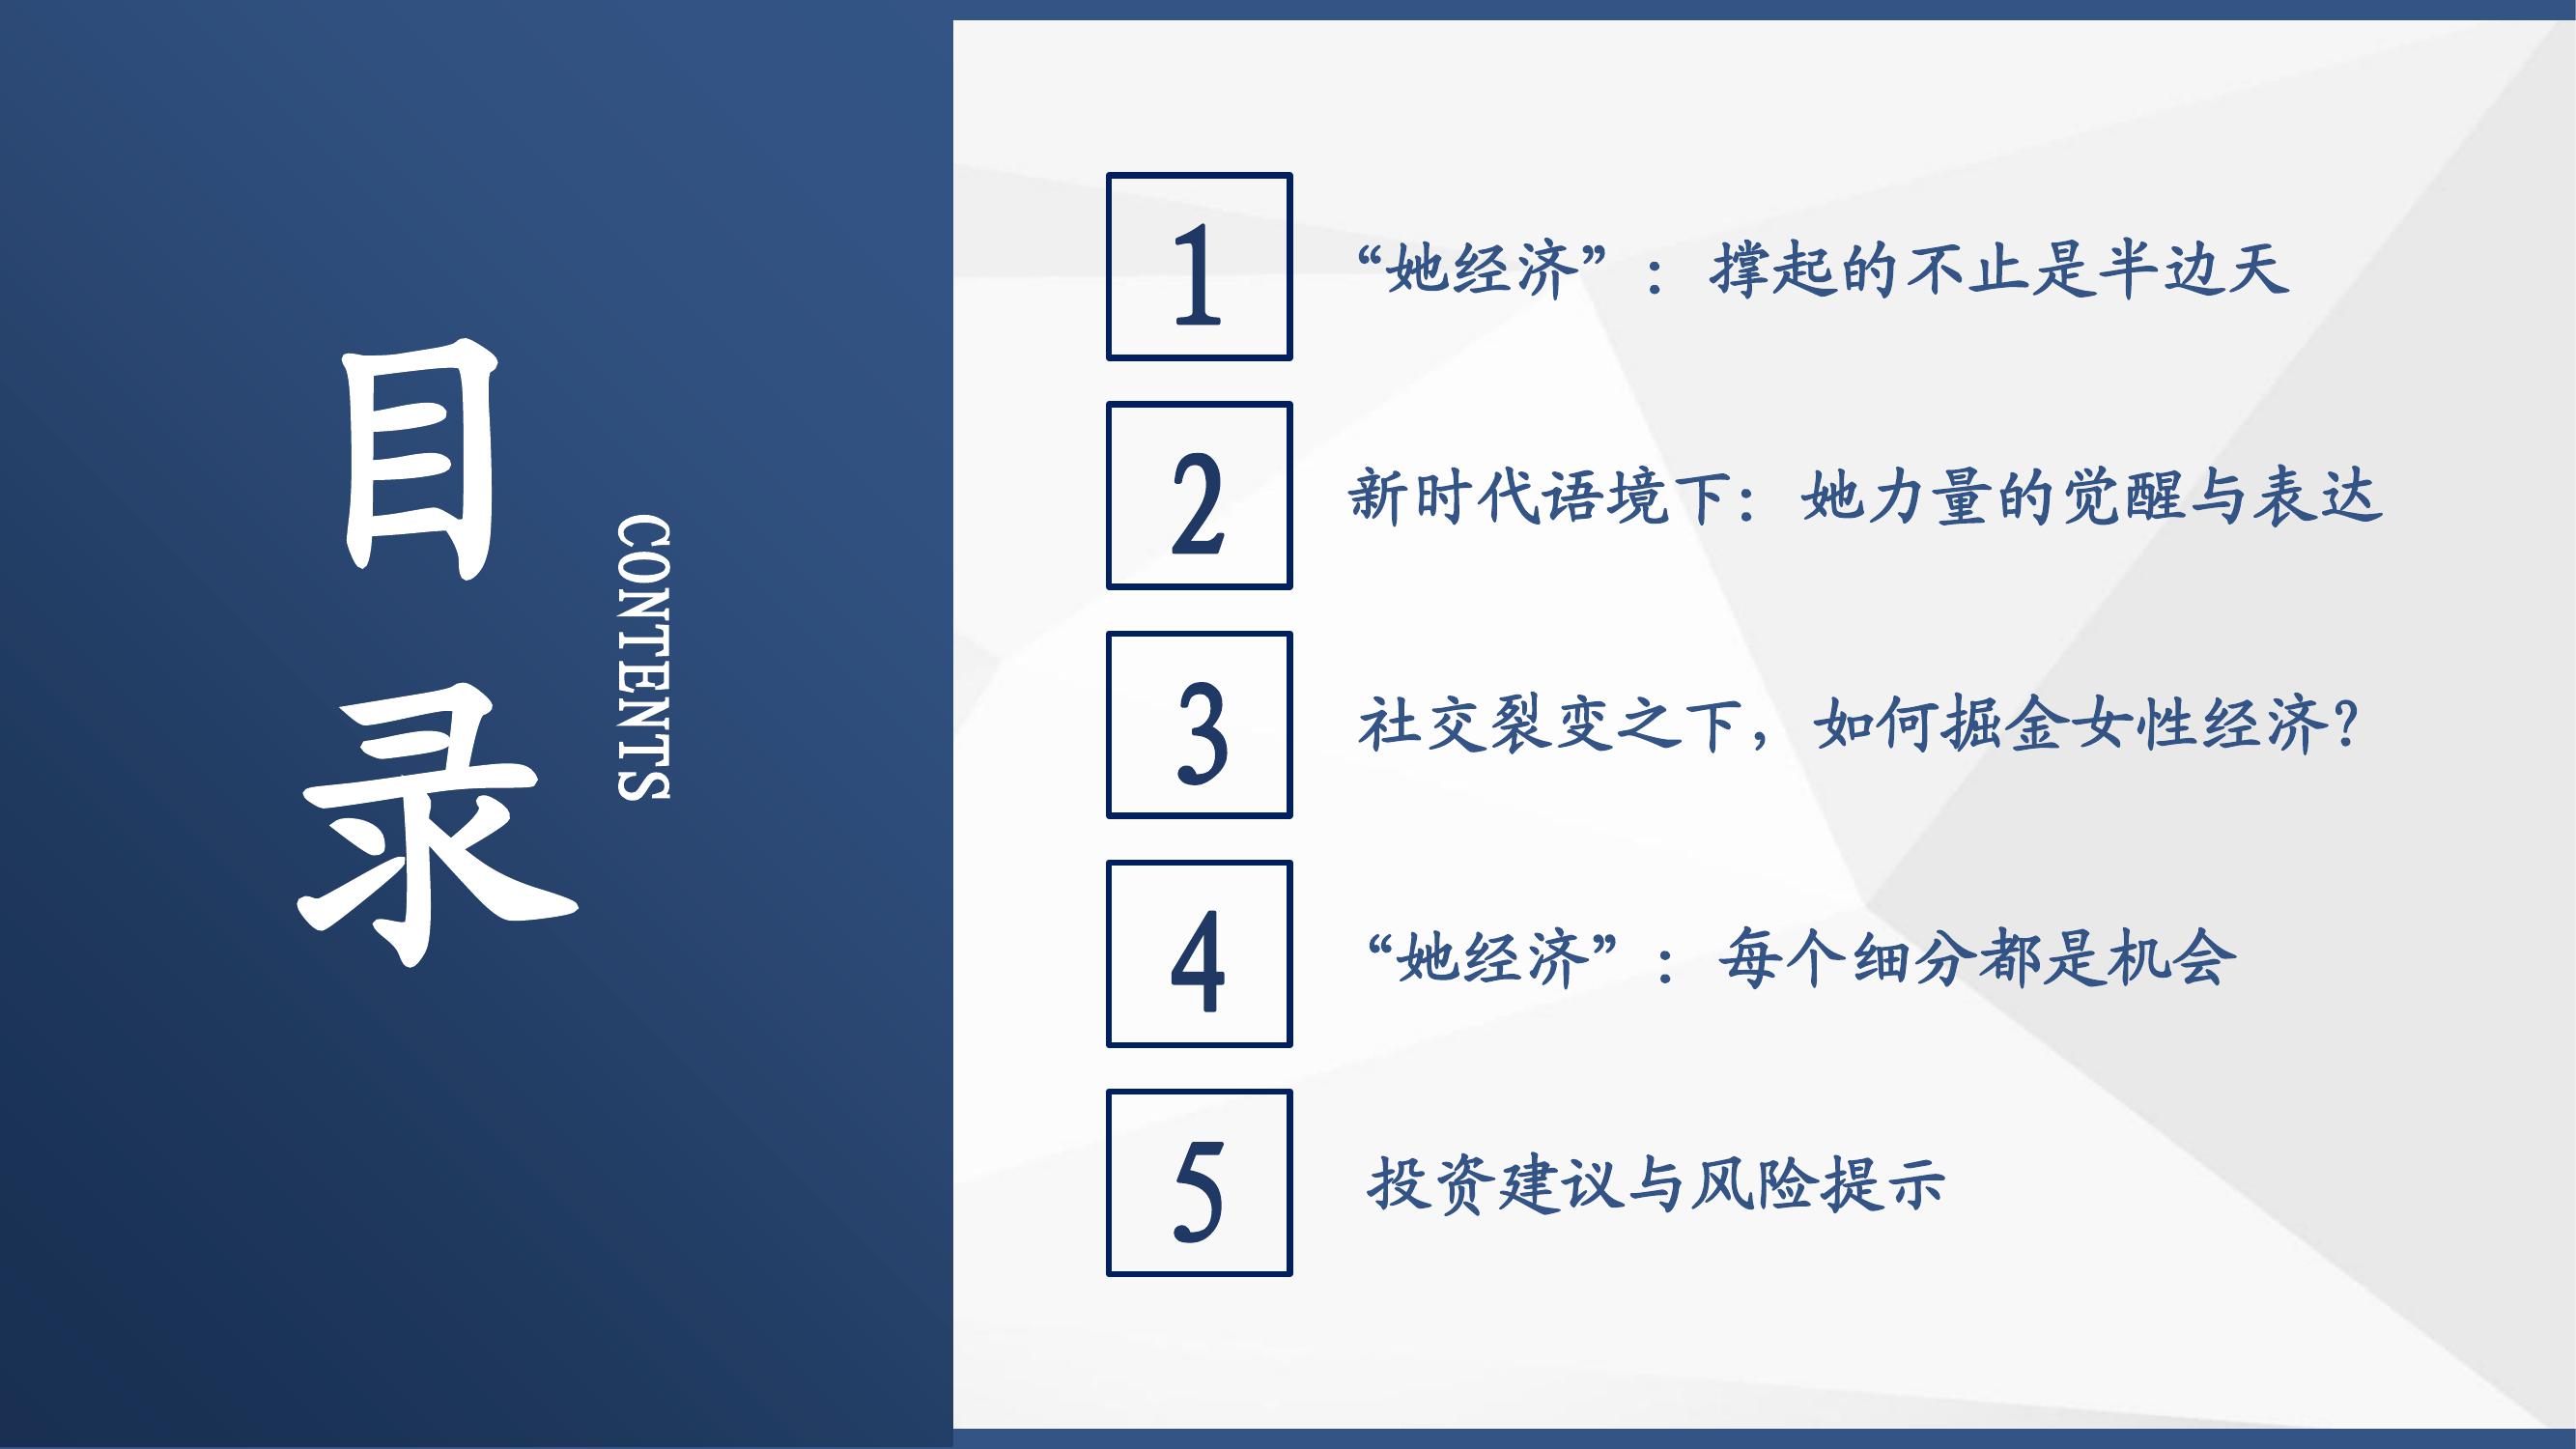 目录
CONTENTS
1
“她经济”：撑起的不止是半边天
2
新时代语境下：她力量的觉醒与表达
3
社交裂变之下，如何掘金女性经济？
4
“她经济”：每个细分都是机会
5
投资建议与风险提示